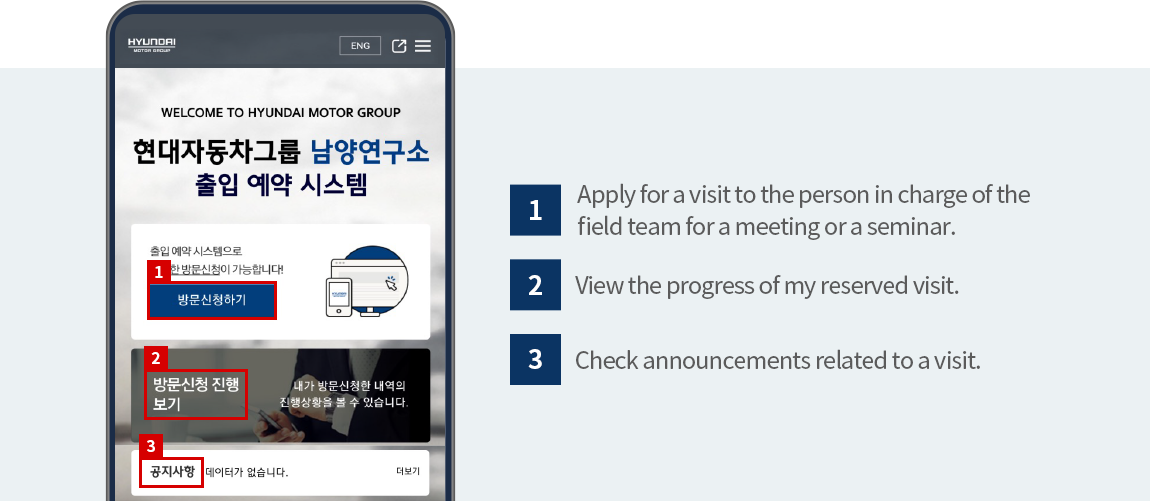 HYUNDAI
MOTOR GROUP
ENG
WELCOME TO HYUNDAI MOTOR GROUP
현대자동차그룹 남양연구소
출입 예약 시스템
출입 예약 시스템으로
한 방문신청이 가능합니다!
1
방문신청하기
2
방문신청 진행
보기
내가 방문신청한 내역의
진행상황을 볼 수 있습니다.
3
공지사항
데이터가 없습니다.
더보기
1
Apply for a visit to the person in charge of the
field team for a meeting or a seminar.
2
View the progress of my reserved visit.
3
Check announcements related to a visit.